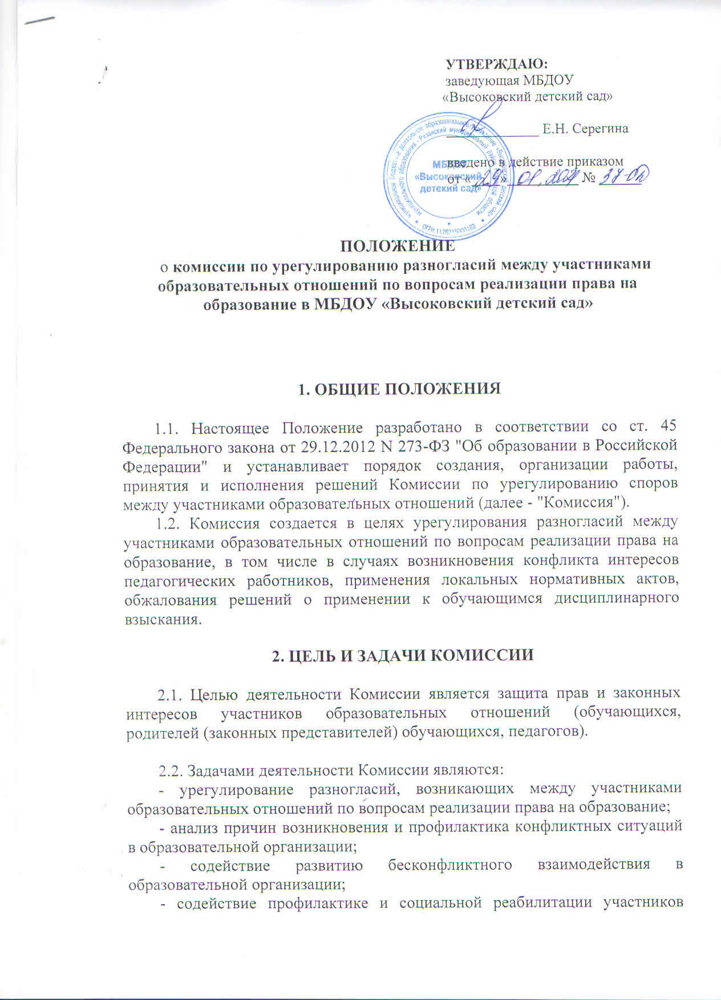 УТВЕРЖДАЮ:
заведующая МБДОУ
«Высоковский детский сад»
Е.Н. Серегина
введено в действие приказом
от « » №
МБДОУ
«Высоковский
детский сад»
ПОЛОЖЕНИЕ
о комиссии по урегулированию разногласий между участниками
образовательных отношений по вопросам реализации права на
образование в МБДОУ «Высоковский детский сад»
1. ОБЩИЕ ПОЛОЖЕНИЯ
1.1. Настоящее Положение разработано в соответствии со ст. 45
Федерального закона от 29.12.2012 N 273-ФЗ "Об образовании в Российской
Федерации" и устанавливает порядок создания, организации работы,
принятия и исполнения решений Комиссии по урегулированию споров
между участниками образовательных отношений (далее - "Комиссия").
1.2. Комиссия создается в целях урегулирования разногласий между
участниками образовательных отношений по вопросам реализации права на
образование, в том числе в случаях возникновения конфликта интересов
педагогических работников, применения локальных нормативных актов,
обжалования решений о применении к обучающимся дисциплинарного
взыскания.
2. ЦЕЛЬ И ЗАДАЧИ КОМИССИИ
2.1. Целью деятельности Комиссии является защита прав и законных
интересов участников образовательных отношений (обучающихся,
родителей (законных представителей) обучающихся, педагогов).
2.2. Задачами деятельности Комиссии являются:
- урегулирование разногласий, возникающих между участниками
образовательных отношений по вопросам реализации права на образование;
- анализ причин возникновения и профилактика конфликтных ситуаций
в образовательной организации;
- содействие развитию бесконфликтного взаимодействия в
образовательной организации;
- содействие профилактике и социальной реабилитации участников